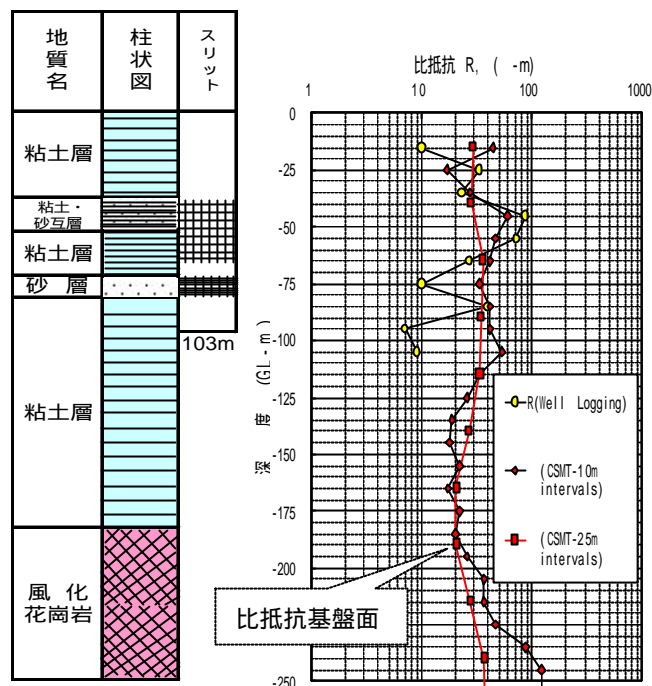 地質名
柱状図
スリット
粘土層
粘土・
砂互層
粘土層
砂 層
103m
粘土層
風 化
花崗岩
比抵抗 R, ( -m)
1
10
100
1000
0
-25
-50
-75
-100
-125
-150
-175
-200
-225
-250
深 度 (GL-m)
R(Well Logging)
(CSMT-10m
intervals)
(CSMT-25m
intervals)
比抵抗基盤面